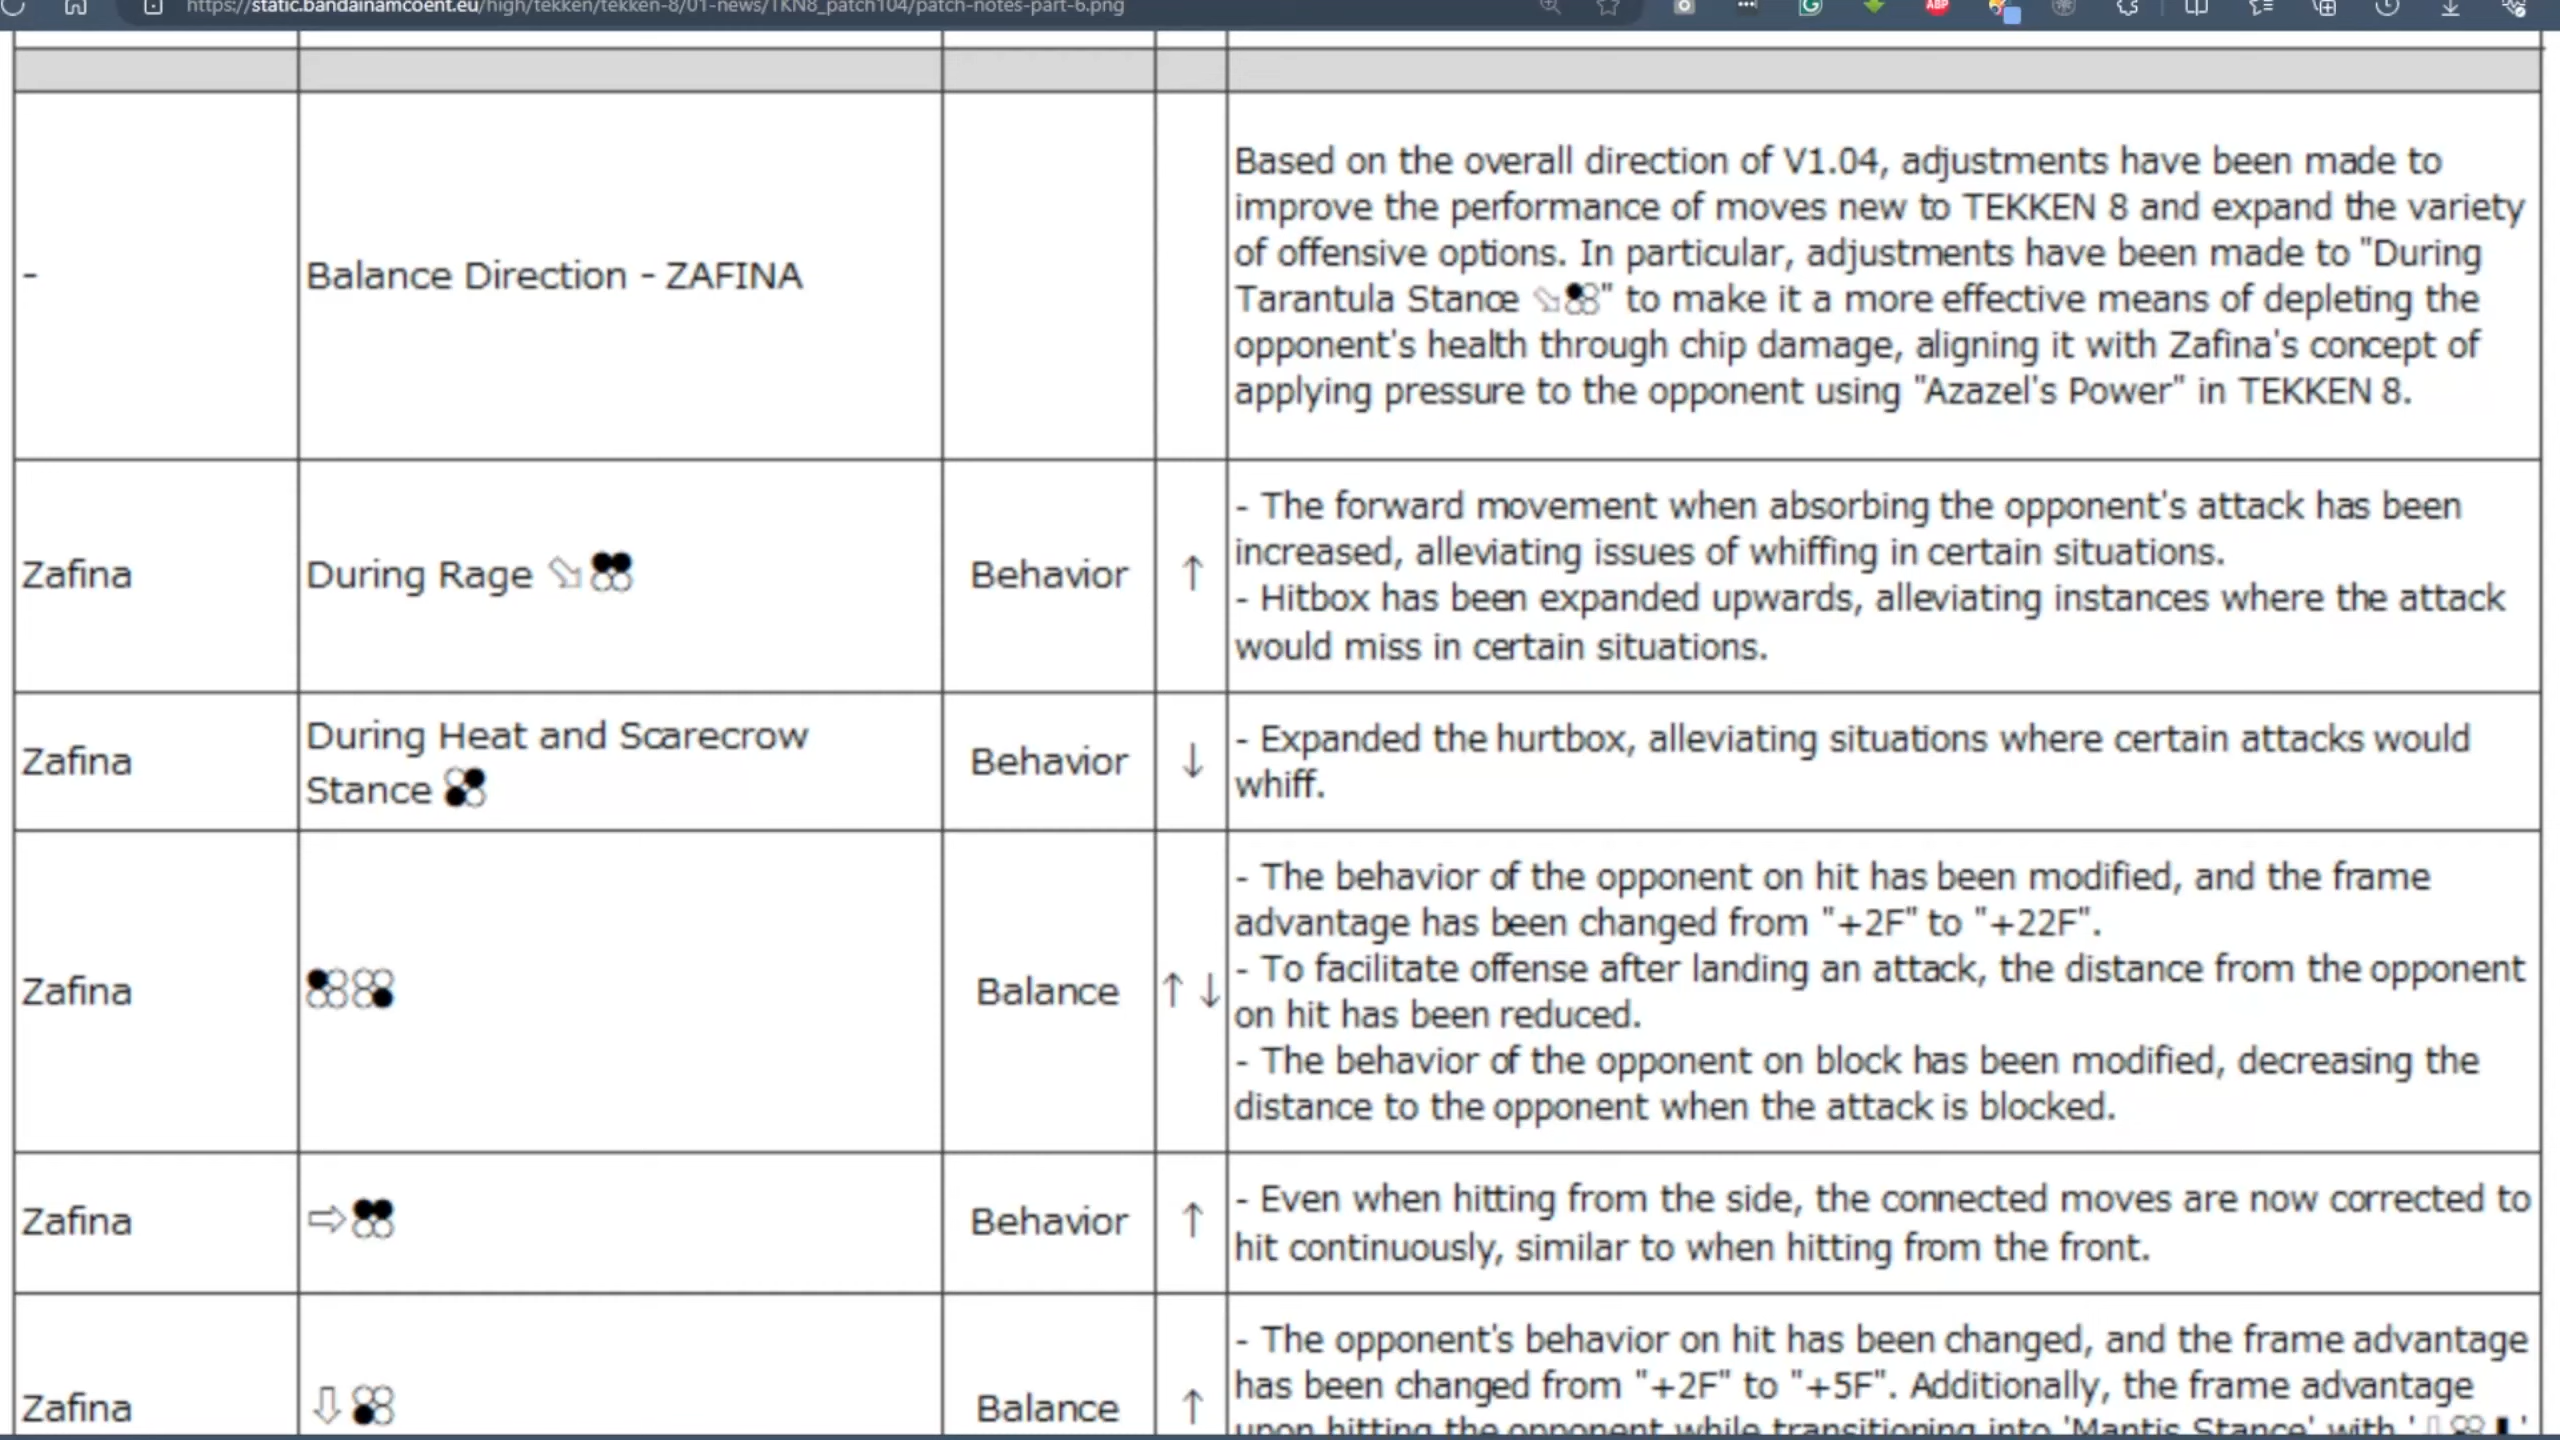 https://static.bandainamcoent.eu/high/tekken/tekken-8/01-news/TKN8_patch104/patch-notes-part-6.png
ABP
-
Balance Direction - ZAFINA
Based on the overall direction of V1.04, adjustments have been made to
improve the performance of moves new to TEKKEN 8 and expand the variety
of offensive options. In particular, adjustments have been made to "During
Tarantula Stance " to make it a more effective means of depleting the
opponent's health through chip damage, aligning it with Zafina's concept of
applying pressure to the opponent using "Azazel's Power" in TEKKEN 8.
Zafina
During Rage
Behavior
↑
- The forward movement when absorbing the opponent's attack has been
increased, alleviating issues of whiffing in certain situations.
- Hitbox has been expanded upwards, alleviating instances where the attack
would miss in certain situations.
Zafina
During Heat and Scarecrow
Stance
Behavior
↓
- Expanded the hurtbox, alleviating situations where certain attacks would
whiff.
Zafina
Balance
↑↓
- The behavior of the opponent on hit has been modified, and the frame
advantage has been changed from "+2F" to "+22F".
- To facilitate offense after landing an attack, the distance from the opponent
on hit has been reduced.
- The behavior of the opponent on block has been modified, decreasing the
distance to the opponent when the attack is blocked.
Zafina
Behavior
↑
- Even when hitting from the side, the connected moves are now corrected to
hit continuously, similar to when hitting from the front.
Zafina
Balance
↑
- The opponent's behavior on hit has been changed, and the frame advantage
has been changed from "+2F" to "+5F". Additionally, the frame advantage
upon hitting the opponent while transitioning into 'Mantis Stance' with '